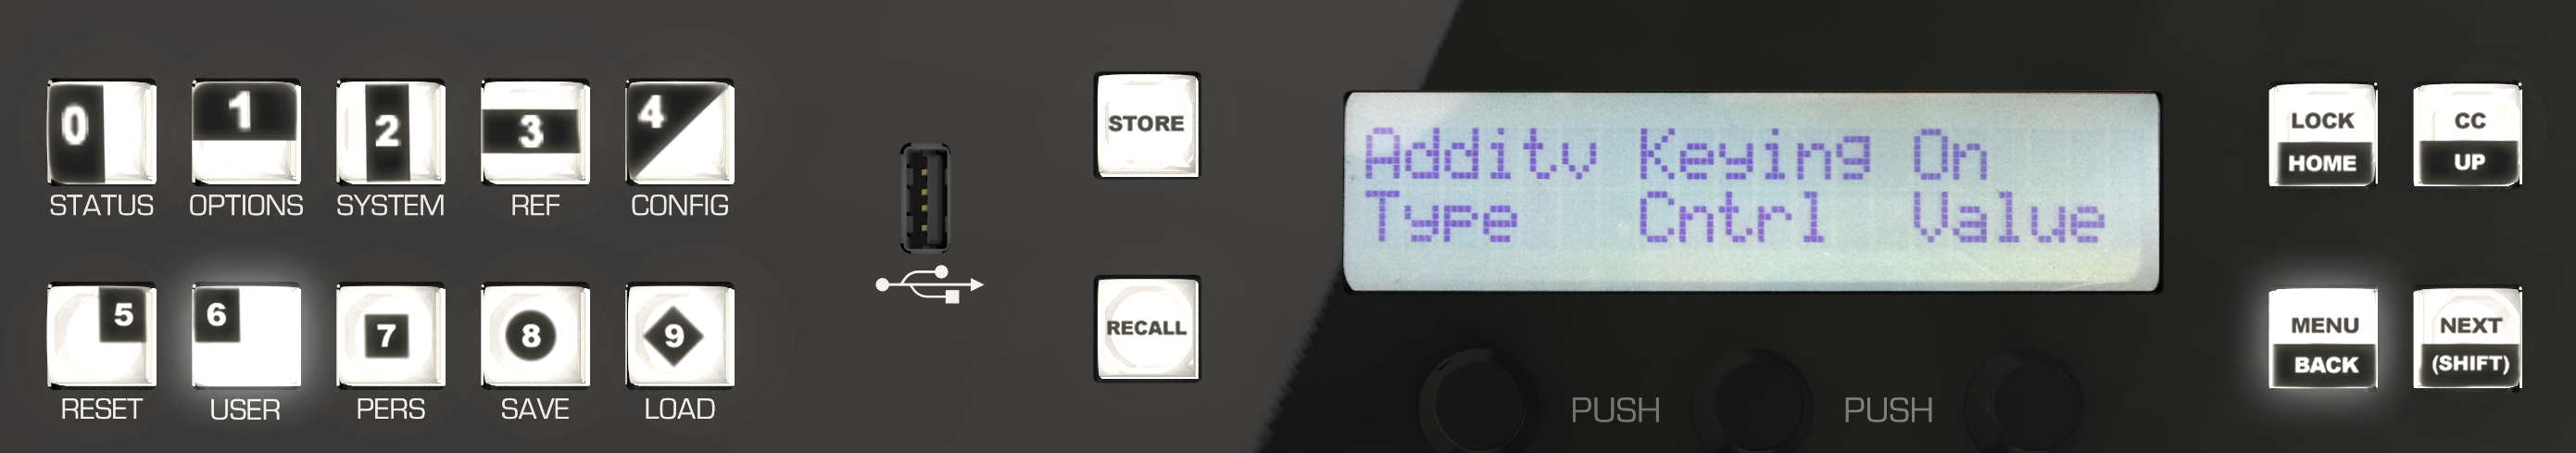 0 1 2 3 4
STATUS OPTIONS SYSTEM REF CONFIG
5 6 7 8 9
RESET USER PERS SAVE LOAD
STORE
RECALL
Additv Keying On
Type Cntrl Value
PUSH PUSH
LOCK
HOME
CC
UP
MENU
BACK
NEXT
(SHIFT)